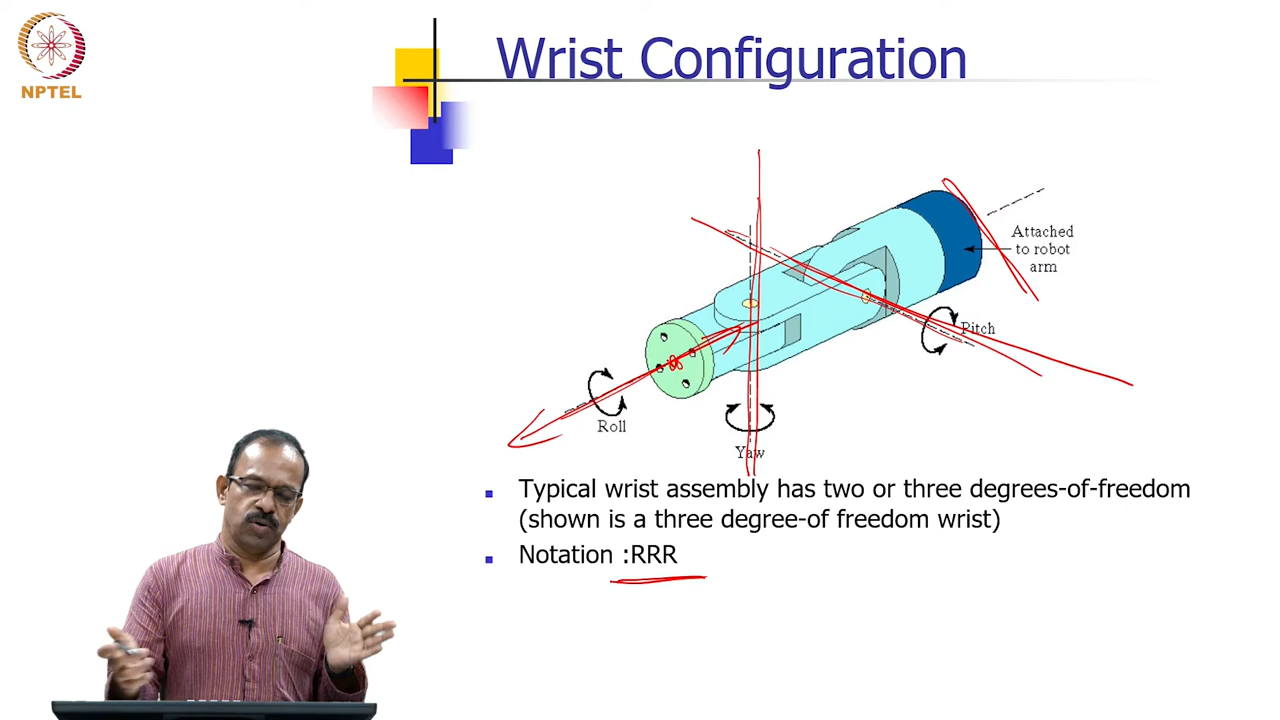 NPTEL
Wrist Configuration
Attached
to robot
arm
Pitch
Roll
Yaw
Typical wrist assembly has two or three degrees-of-freedom
(shown is a three degree-of freedom wrist)
Notation :RRR